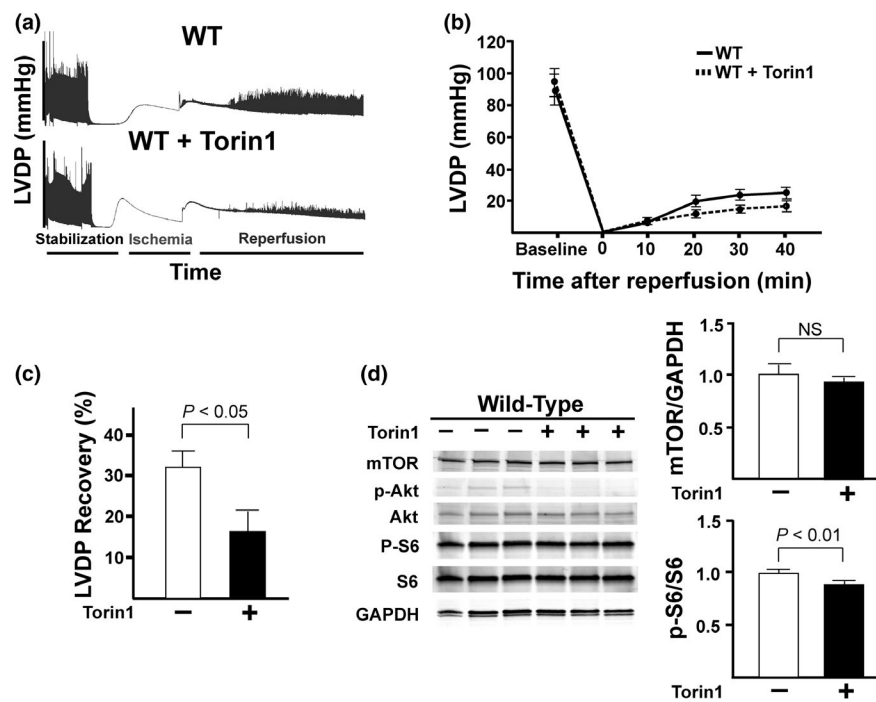 (a)
WT
LVDP (mmHg)
WT + Torin1
Stabilization Ischemia Reperfusion
Time
(b)
LVDP (mmHg)
120
100
80
60
40
20
WT
WT + Torin1
Baseline 0 10 20 30 40
Time after reperfusion (min)
(c)
LVDP Recovery (%)
40
30
20
10
P < 0.05
Torin1 − +
(d)
Wild-Type
Torin1 − − − + + +
mTOR
p-Akt
Akt
P-S6
S6
GAPDH
mTOR/GAPDH
1.5
1.0
0.5
NS
Torin1 − +
p-S6/S6
1.5
1.0
0.5
P < 0.01
Torin1 − +